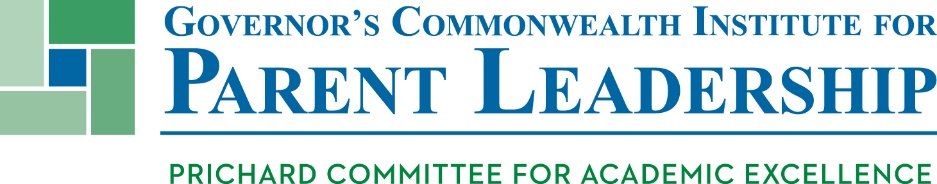 Governor's Commonwealth Institute for
Parent Leadership
PRICHARD COMMITTEE FOR ACADEMIC EXCELLENCE